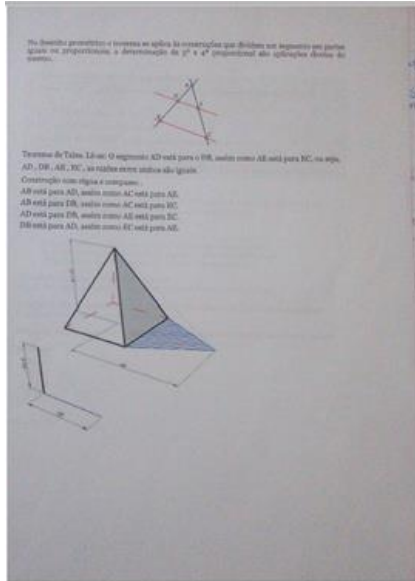 No desenho geométrico o teorema se aplica às construções que dividem um segmento em partes
iguais ou proporcionais, a determinação da 3ª e 4ª proporcional são aplicações diretas do
mesmo.
Teorema de Tales. Lê-se: O segmento AD está para o DB, assim como AE está para EC, ou seja,
AD , DB , AE , EC , as razões entre ambos são iguais.
Construção com régua e compasso .
AB está para AD, assim como AC está para AE.
AB está para DB, assim como AC está para EC.
AD está para DB, assim como AE está para EC.
DB está para AD, assim como EC está para AE.